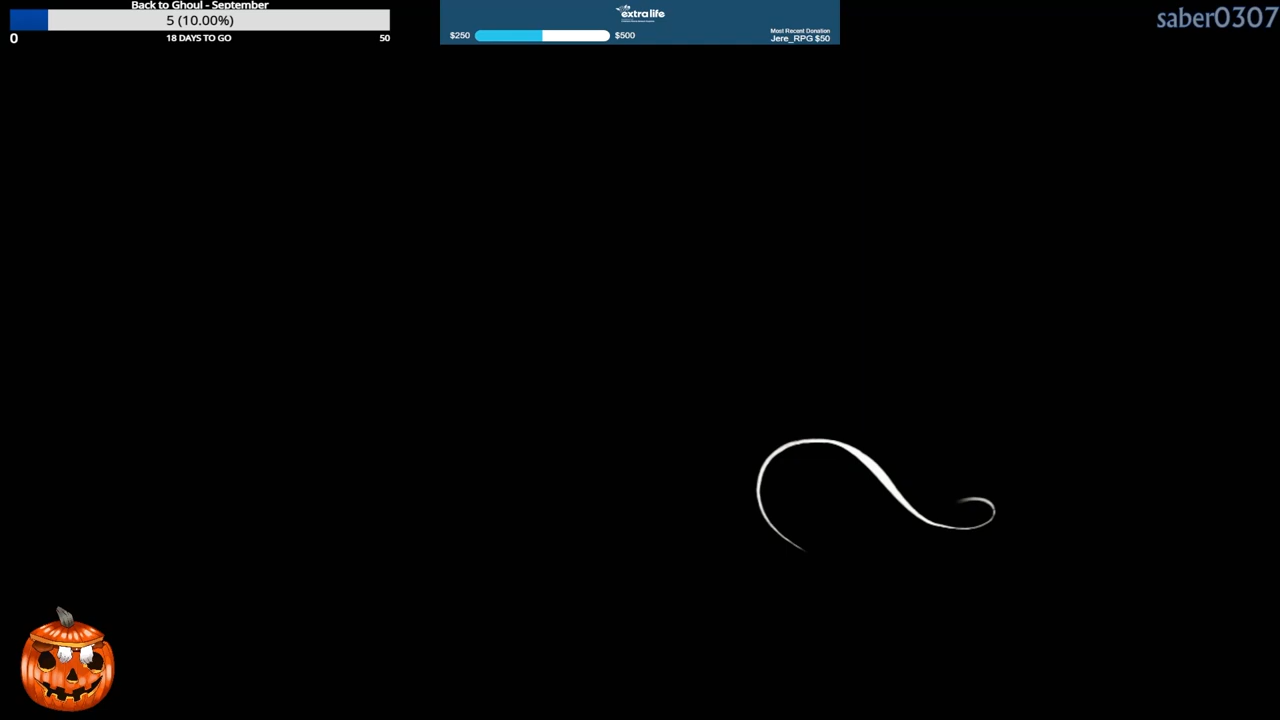 Back to Ghoul - September
5 (10.00%)
0
18 DAYS TO GO
50
extra life
$250
$500
Most Recent Donation
Jere_RPG $50
saber0307